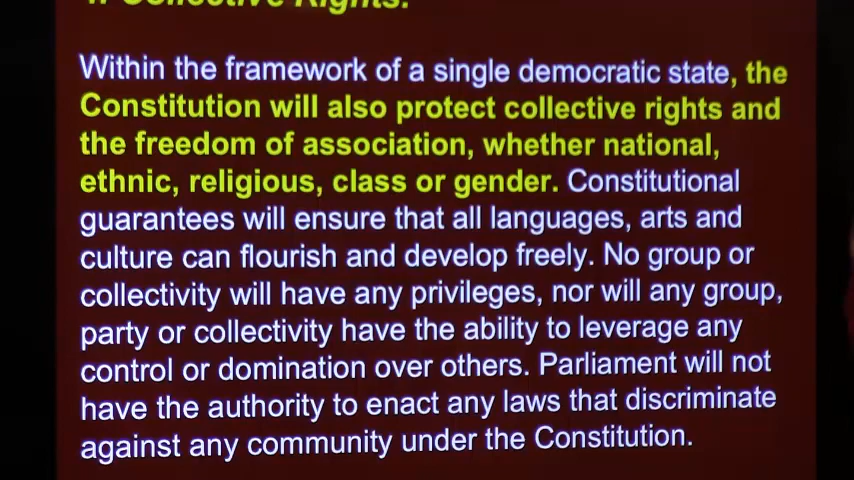 4. Collective Rights:
Within the framework of a single democratic state, the
Constitution will also protect collective rights and
the freedom of association, whether national,
ethnic, religious, class or gender. Constitutional
guarantees will ensure that all languages, arts and
culture can flourish and develop freely. No group or
collectivity will have any privileges, nor will any group,
party or collectivity have the ability to leverage any
control or domination over others. Parliament will not
have the authority to enact any laws that discriminate
against any community under the Constitution.